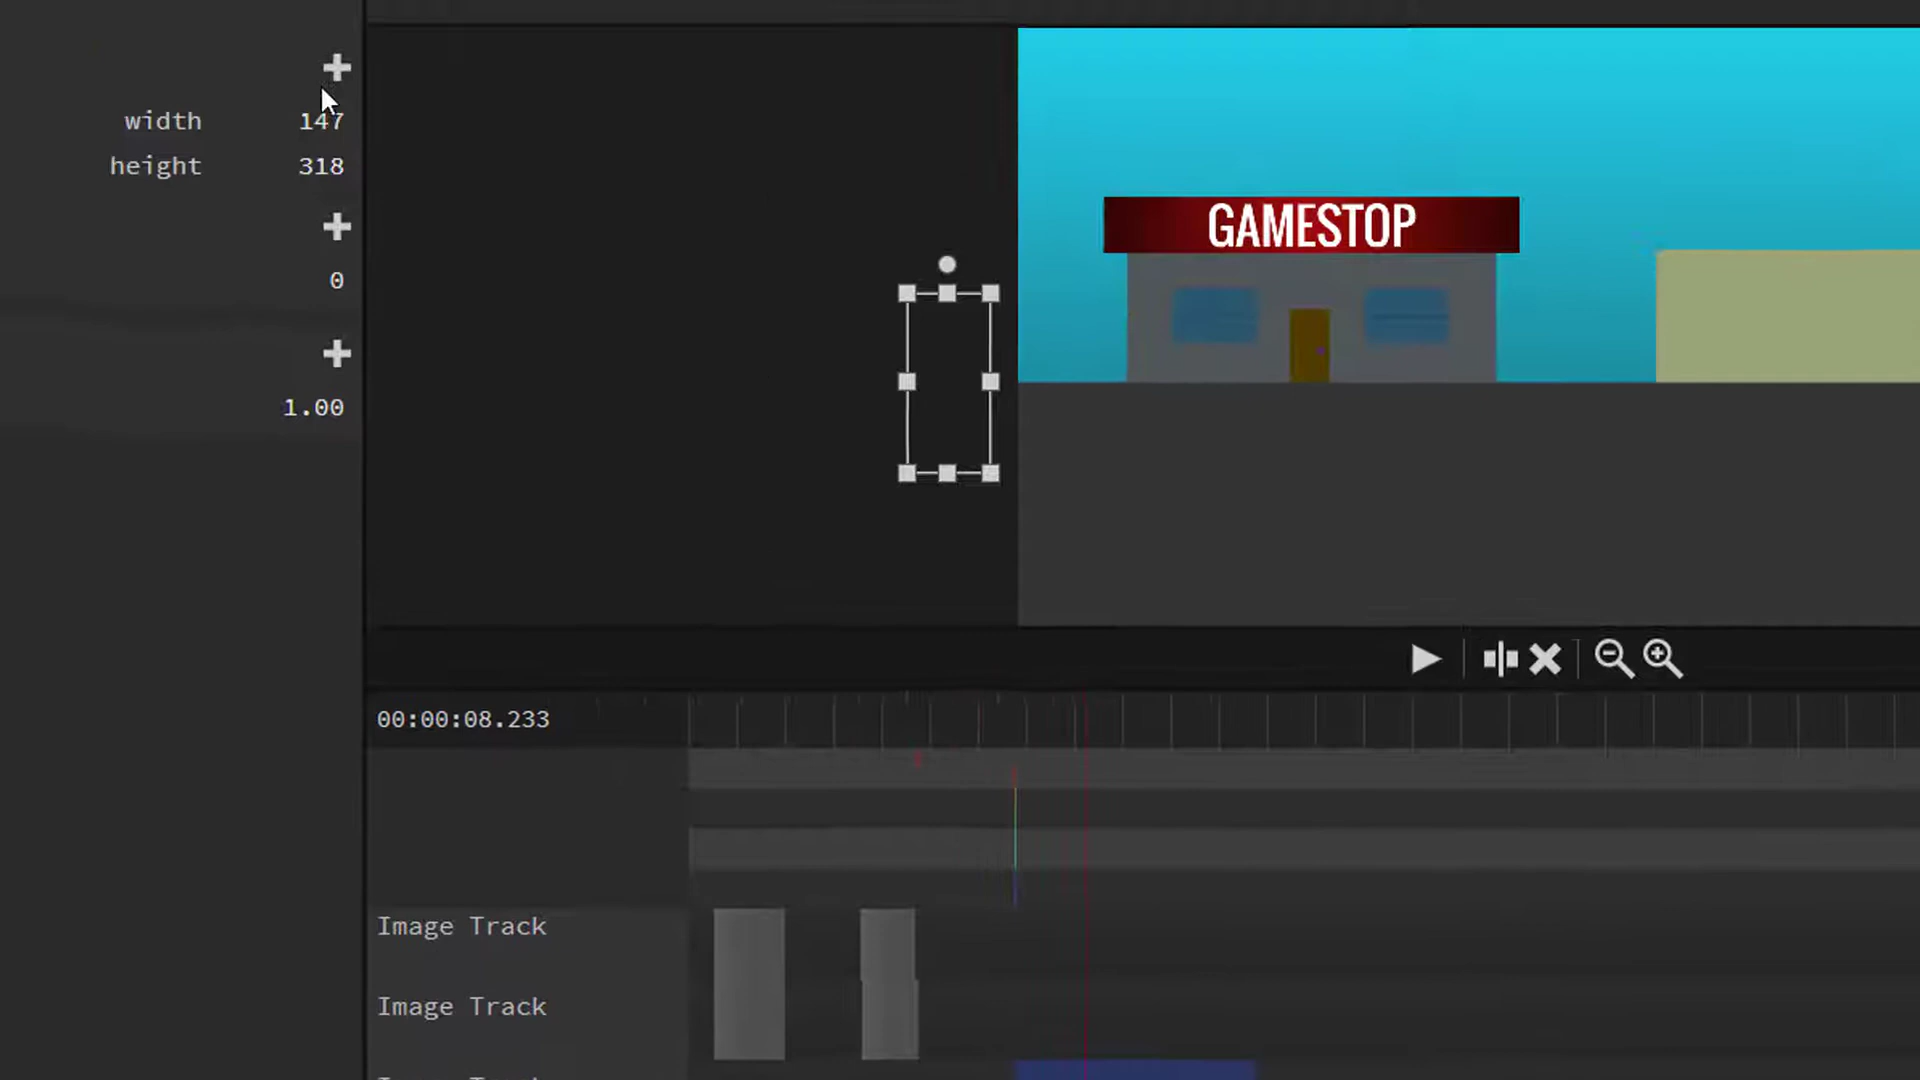 width 147
height 318
0
1.00
GAMESTOP
00:00:08.233
Image Track
Image Track